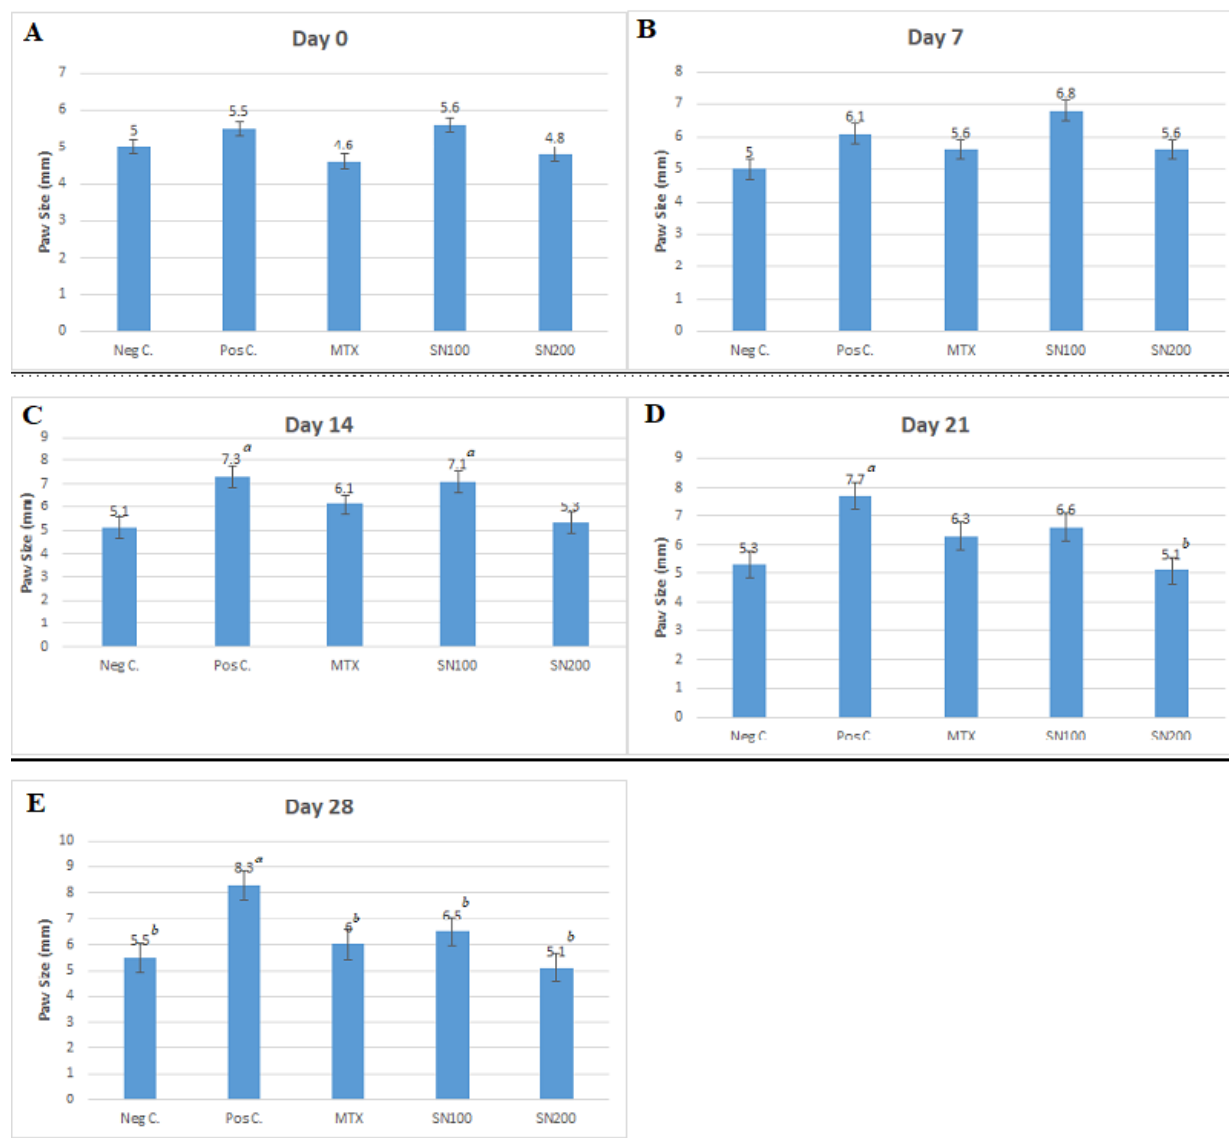 A
Day 0
Paw Size (mm)
7
6
5
4
3
2
1
0
5
5.5
4.6
5.6
4.8
Neg C.
Pos C.
MTX
SN100
SN200
B
Day 7
Paw Size (mm)
8
7
6
5
4
3
2
1
0
5
6.1
5.6
6.8
5.6
Neg C.
Pos C.
MTX
SN100
SN200
C
Day 14
Paw Size (mm)
9
8
7
6
5
4
3
2
1
0
5.1
7.3 a
6.1
7.1 a
5.3
Neg C.
Pos C.
MTX
SN100
SN200
D
Day 21
Paw Size (mm)
9
8
7
6
5
4
3
2
1
0
5.3
7.7 a
6.3
6.6
5.1 b
Neg C
Pos C
MTX
SN100
SN200
E
Day 28
Paw Size (mm)
10
9
8
7
6
5
4
3
2
1
0
5.5 b
8.3 a
6 b
6.5 b
5.1 b
Neg C.
Pos C.
MTX
SN100
SN200